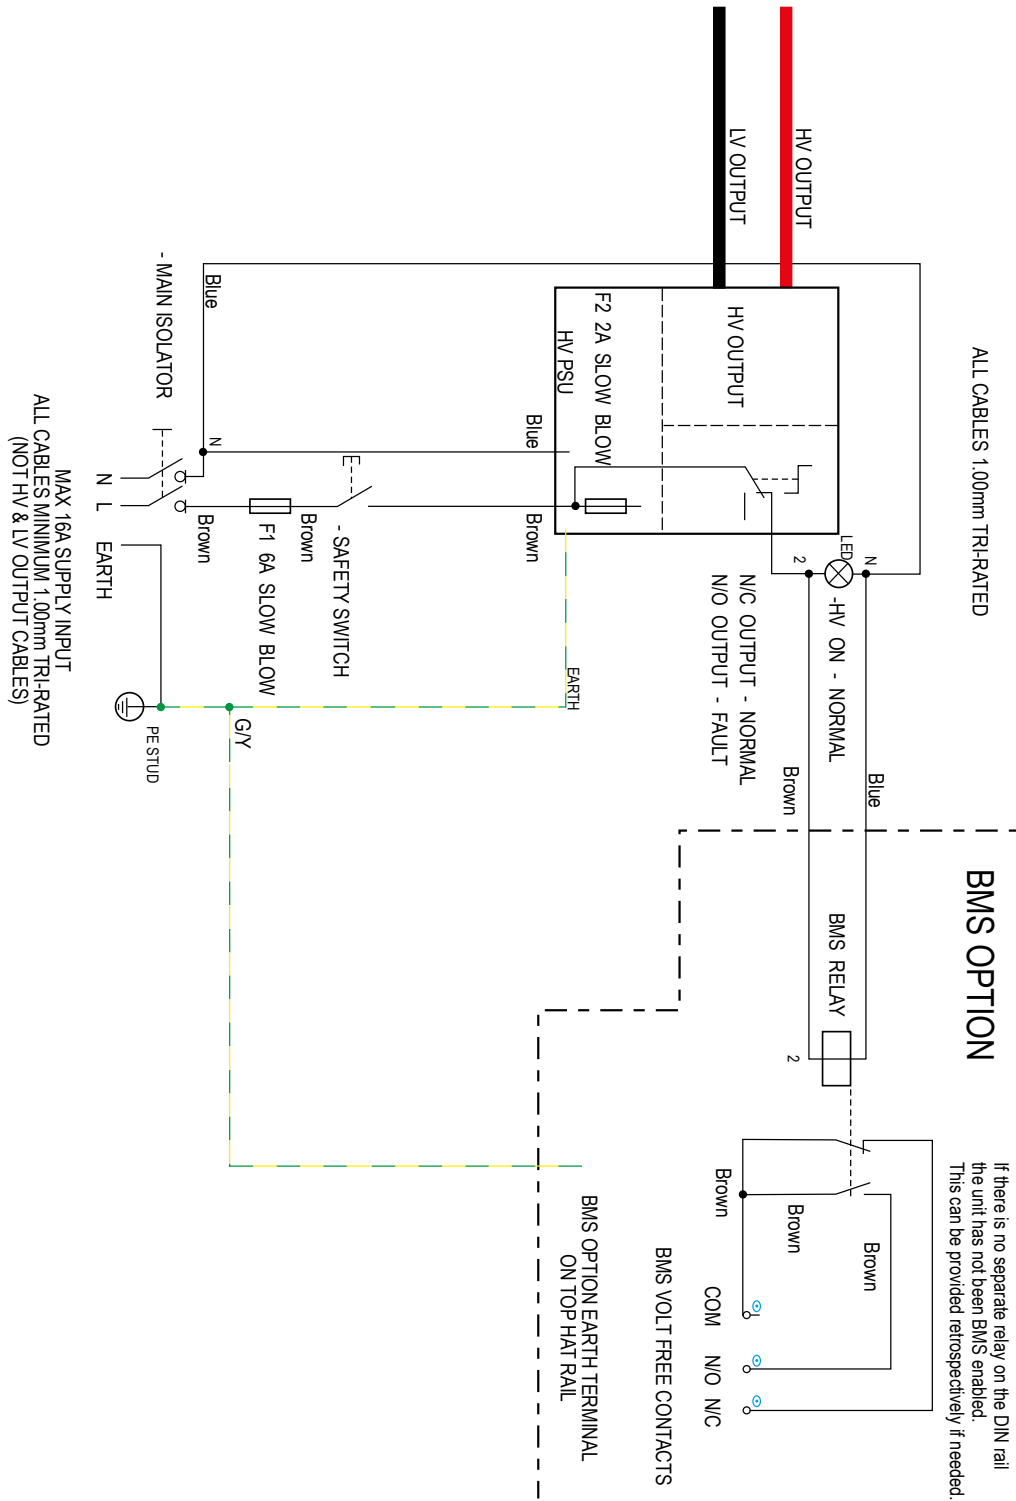 HV OUTPUT
LV OUTPUT
ALL CABLES 1.00mm TRI-RATED
- MAIN ISOLATOR
Blue
HV OUTPUT
F2 2A SLOW BLOW
HV PSU
Blue
N
N
L
EARTH
Brown
F1 6A SLOW BLOW
Brown
- SAFETY SWITCH
Brown
MAX 16A SUPPLY INPUT
ALL CABLES MINIMUM 1.00mm TRI-RATED
(NOT HV & LV OUTPUT CABLES)
LED
N
2
-HV ON - NORMAL
N/C OUTPUT - NORMAL
N/O OUTPUT - FAULT
EARTH
G/Y
PE STUD
Blue
Brown
BMS OPTION
BMS RELAY
2
If there is no separate relay on the DIN rail
the unit has not been BMS enabled.
This can be provided retrospectively if needed.
Brown
Brown
Brown
COM
N/O
N/C
BMS VOLT FREE CONTACTS
BMS OPTION EARTH TERMINAL
ON TOP HAT RAIL